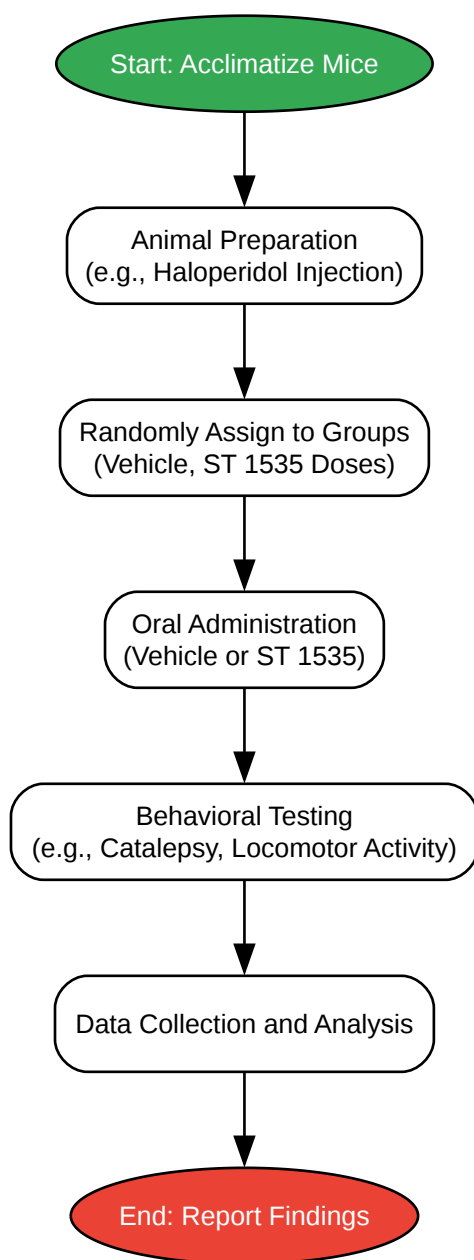 Start: Acclimatize Mice
Animal Preparation
(e.g., Haloperidol Injection)
Randomly Assign to Groups
(Vehicle, ST 1535 Doses)
Oral Administration
(Vehicle or ST 1535)
Behavioral Testing
(e.g., Catalepsy, Locomotor Activity)
Data Collection and Analysis
End: Report Findings